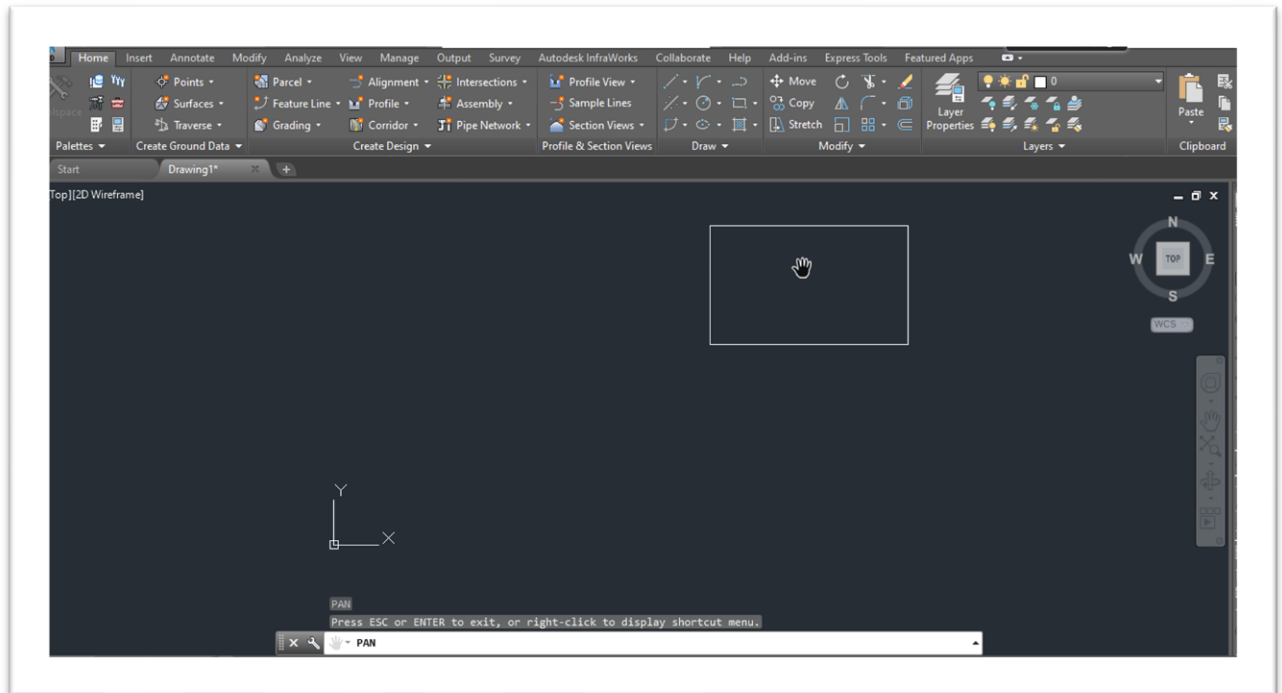 Home Insert Annotate Modify Analyze View Manage Output Survey Autodesk InfraWorks Collaborate Help Add-ins Express Tools Featured Apps
Points Parcel Alignment Intersections Profile View Move 0
Surfaces Feature Line Profile Assembly Sample Lines Copy
Traverse Grading Corridor Pipe Network Section Views Stretch Layer Properties Paste
Palettes Create Ground Data Create Design Profile & Section Views Draw Modify Layers Clipboard
Start Drawing1*
Top][2D Wireframe]
N
W TOP E
S
WCS
Y
X
PAN
Press ESC or ENTER to exit, or right-click to display shortcut menu.
PAN